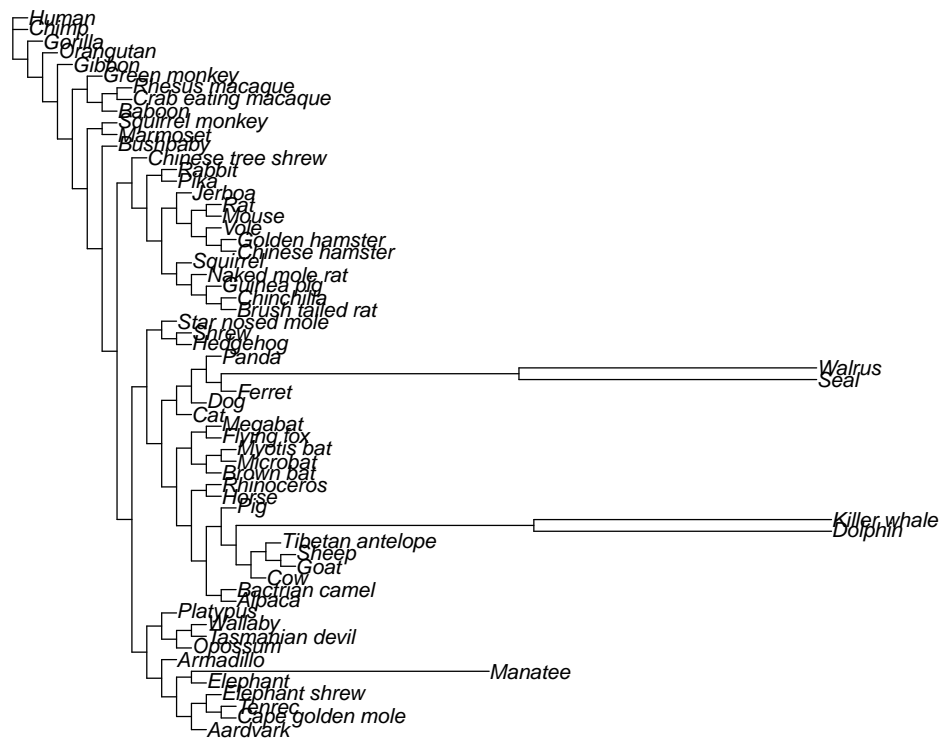 Human
Chimp
Gorilla
Orangutan
Gibbon
Green monkey
Rhesus macaque
Crab eating macaque
Baboon
Squirrel monkey
Marmoset
Bushbaby
Chinese tree shrew
Rabbit
Pika
Jerboa
Rat
Mouse
Vole
Golden hamster
Chinese hamster
Squirrel
Naked mole rat
Guinea pig
Chinchilla
Brush tailed rat
Star nosed mole
Shrew
Hedgehog
Panda
Walrus
Seal
Ferret
Dog
Cat
Megabat
Flying fox
Myotis bat
Microbat
Brown bat
Rhinoceros
Horse
Pig
Killer whale
Dolphin
Tibetan antelope
Sheep
Goat
Cow
Bactrian camel
Alpaca
Platypus
Wallaby
Tasmanian devil
Opossum
Armadillo
Manatee
Elephant
Elephant shrew
Tenrec
Cape golden mole
Aardvark